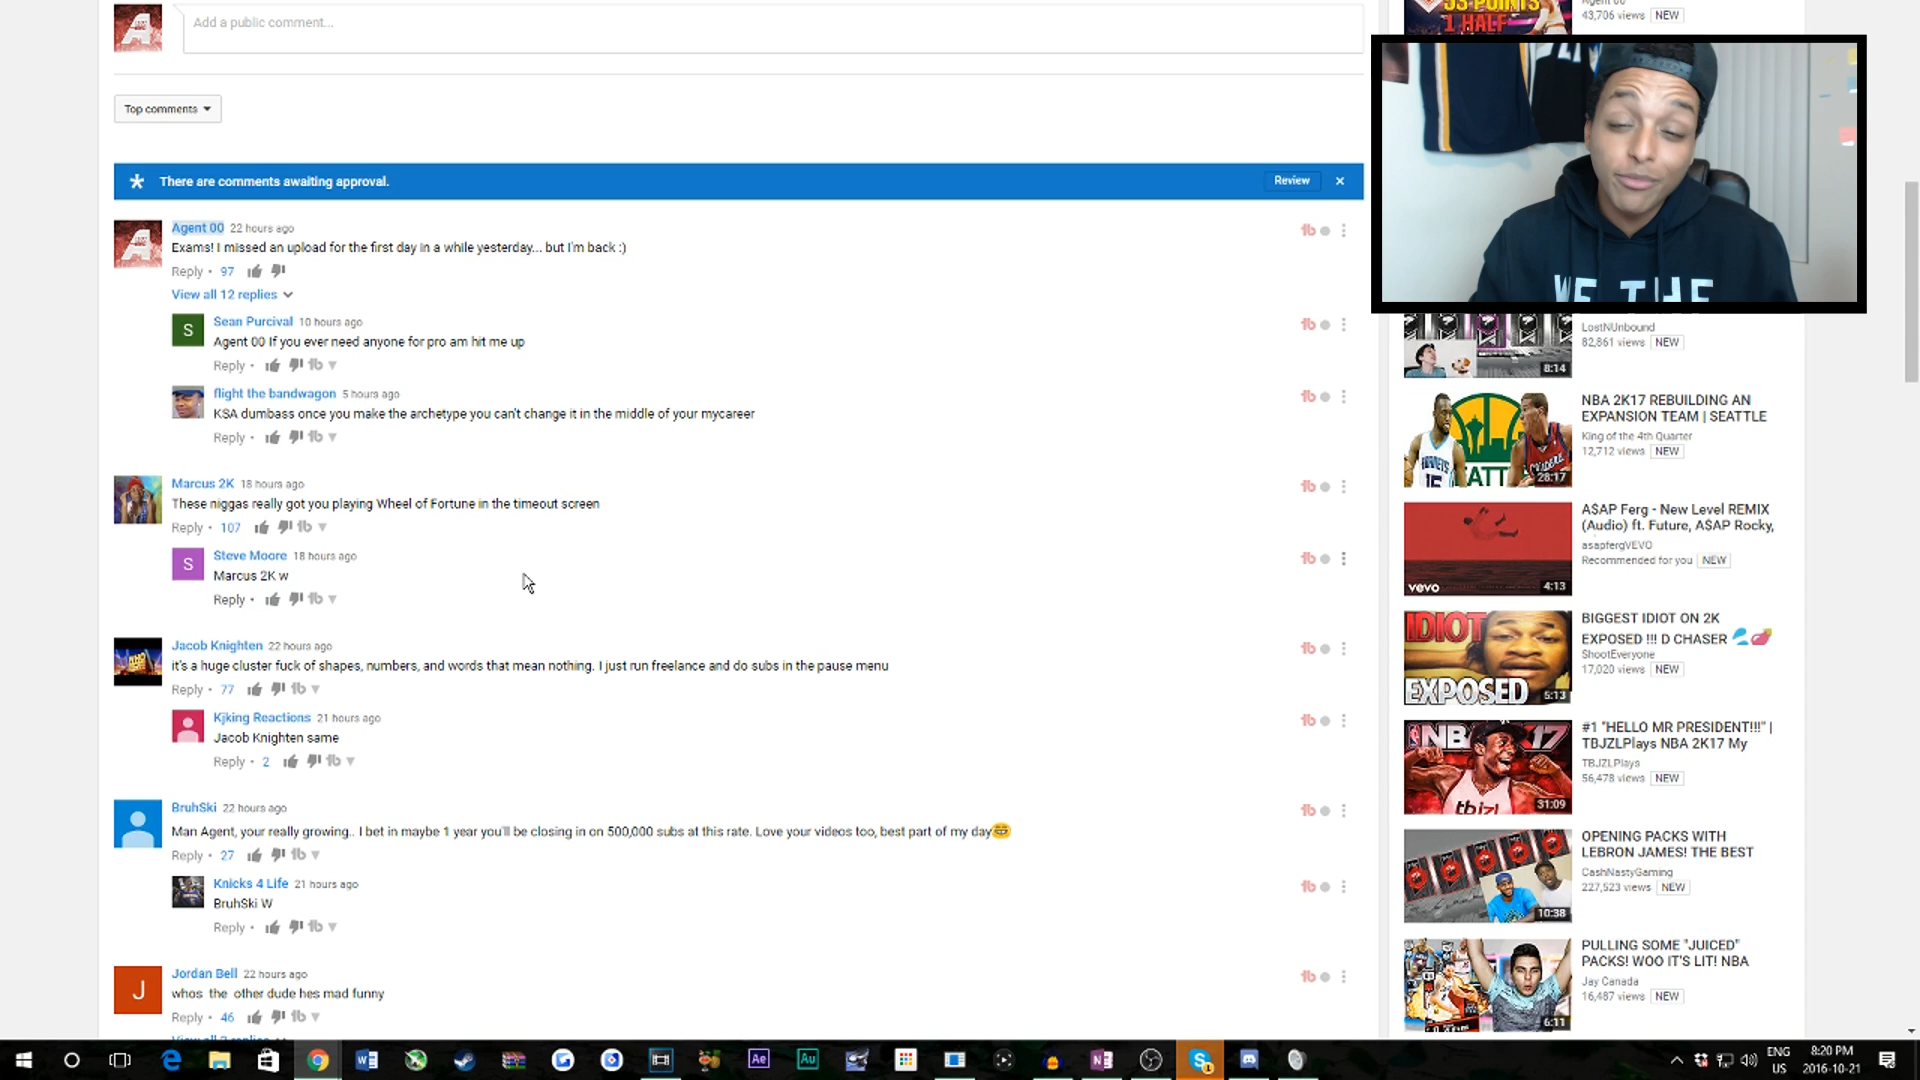 Add a public comment...
Top comments
There are comments awaiting approval.
Review
Agent 00 22 hours ago
Exams! I missed an upload for the first day in a while yesterday... but I'm back :)
Reply • 97
View all 12 replies
S
Sean Purcival 10 hours ago
Agent 00 If you ever need anyone for pro am hit me up
Reply •
flight the bandwagon 5 hours ago
KSA dumbass once you make the archetype you can't change it in the middle of your mycareer
Reply •
Marcus 2K 18 hours ago
These niggas really got you playing Wheel of Fortune in the timeout screen
Reply • 107
S
Steve Moore 18 hours ago
Marcus 2K w
Reply •
Jacob Knighten 22 hours ago
it's a huge cluster fuck of shapes, numbers, and words that mean nothing. I just run freelance and do subs in the pause menu
Reply • 77
Kjking Reactions 21 hours ago
Jacob Knighten same
Reply • 2
BruhSki 22 hours ago
Man Agent, your really growing.. I bet in maybe 1 year you'll be closing in on 500,000 subs at this rate. Love your videos too, best part of my day😄
Reply • 27
Knicks 4 Life 21 hours ago
BruhSki W
Reply •
J
Jordan Bell 22 hours ago
whos the other dude hes mad funny
Reply • 46
53 POINTS
1 HALF
43,706 views NEW
WE THE
8:14
LostNUnbound
82,861 views NEW
28:17
NBA 2K17 REBUILDING AN
EXPANSION TEAM | SEATTLE
King of the 4th Quarter
12,712 views NEW
vevo
4:13
A$AP Ferg - New Level REMIX
(Audio) ft. Future, A$AP Rocky,
asapfergVEVO
Recommended for you NEW
IDIOT
EXPOSED
5:13
BIGGEST IDIOT ON 2K
EXPOSED !!! D CHASER 💦🍆
ShootEveryone
17,020 views NEW
NB 17
tbjzl
31:09
#1 "HELLO MR PRESIDENT!!!" |
TBJZLPlays NBA 2K17 My
TBJZLPlays
56,478 views NEW
10:38
OPENING PACKS WITH
LEBRON JAMES! THE BEST
CashNastyGaming
227,523 views NEW
6:11
PULLING SOME "JUICED"
PACKS! WOO IT'S LIT! NBA
Jay Canada
16,487 views NEW
Ae
Au
ENG
US
8:20 PM
2016-10-21